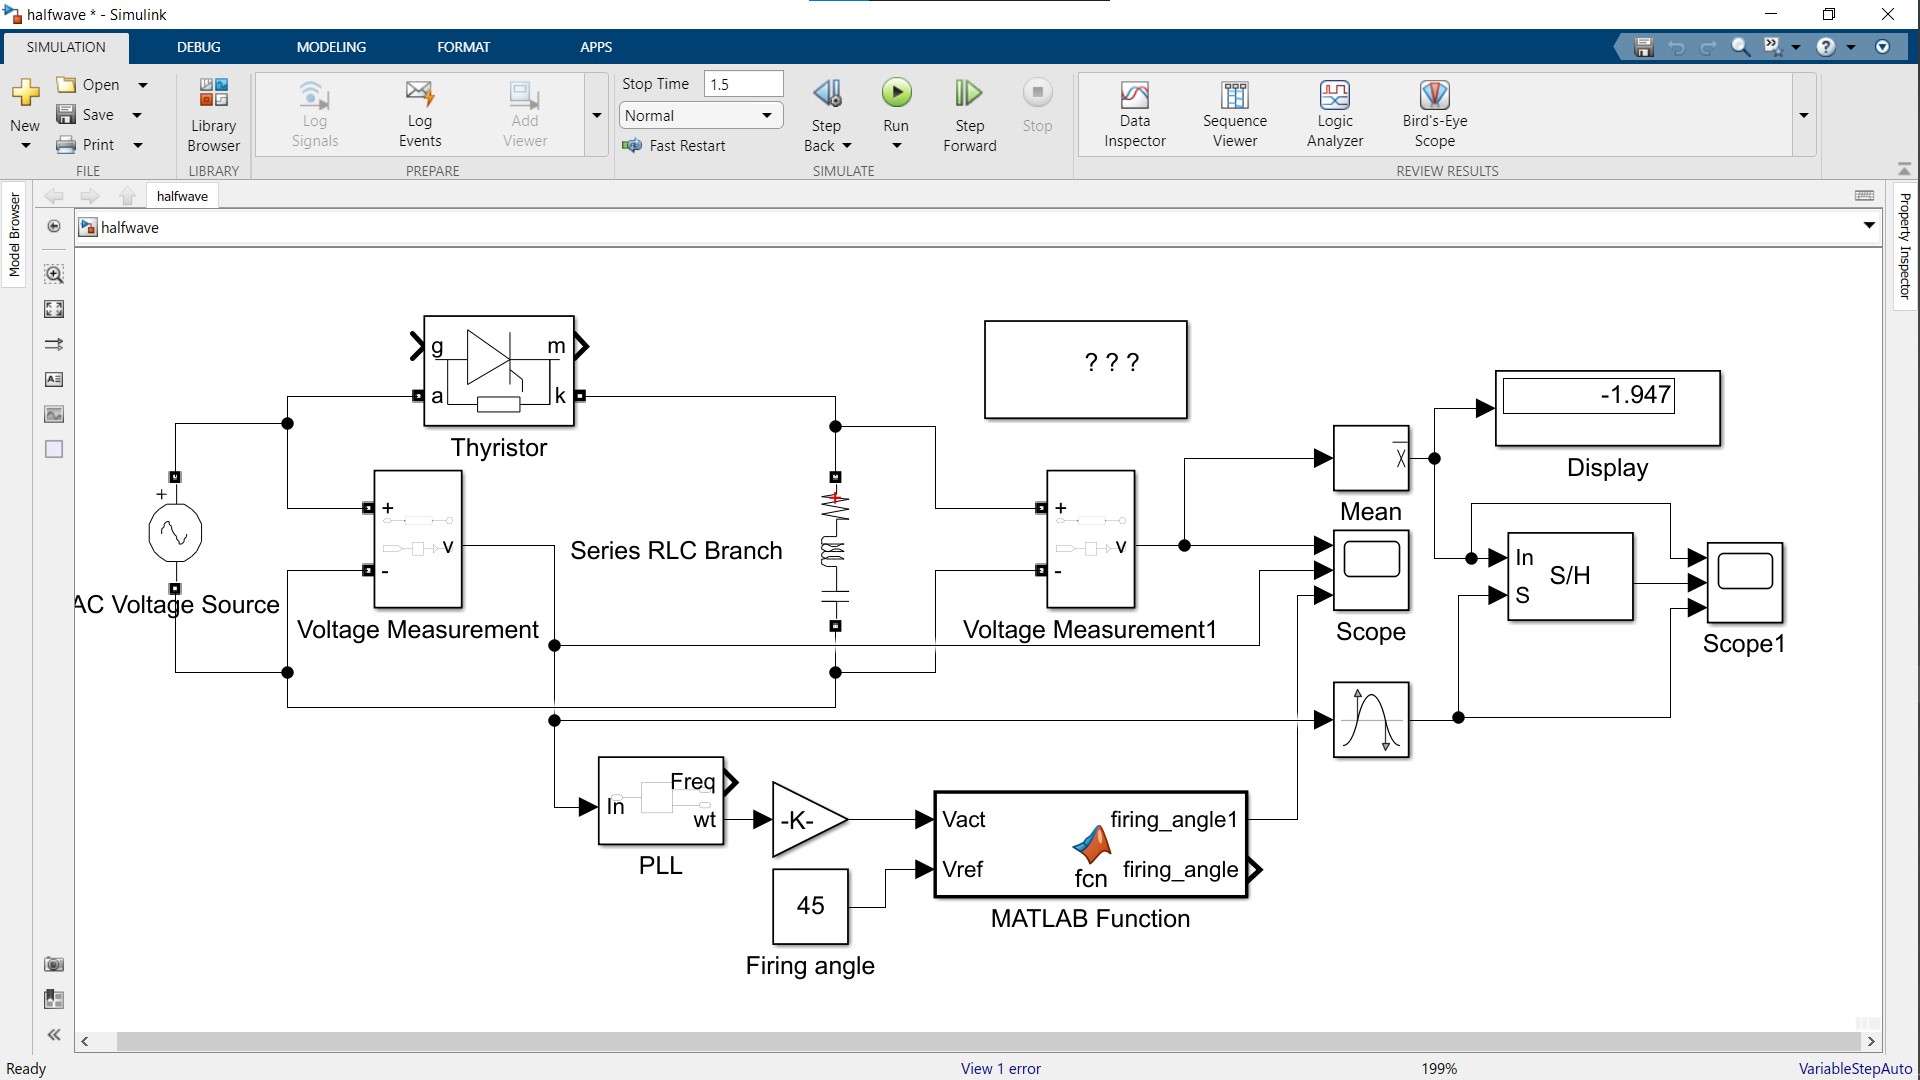 halfwave * - Simulink
SIMULATION
DEBUG
MODELING
FORMAT
APPS
New
Open
Save
Print
FILE
Library
Browser
LIBRARY
Log
Signals
Log
Events
Add
Viewer
PREPARE
Stop Time
1.5
Normal
Fast Restart
Step
Back
Run
Step
Forward
Stop
SIMULATE
Data
Inspector
Sequence
Viewer
Logic
Analyzer
Bird's-Eye
Scope
REVIEW RESULTS
Model Browser
halfwave
halfwave
Property Inspector
g
m
a
k
Thyristor
? ? ?
-1.947
Display
x
Mean
+
AC Voltage Source
+
v
-
Voltage Measurement
Series RLC Branch
+
v
-
Voltage Measurement1
Scope
In
S/H
S
Scope1
In
Freq
wt
PLL
-K-
45
Firing angle
Vact
Vref
fcn
firing_angle1
firing_angle
MATLAB Function
Ready
View 1 error
199%
VariableStepAuto